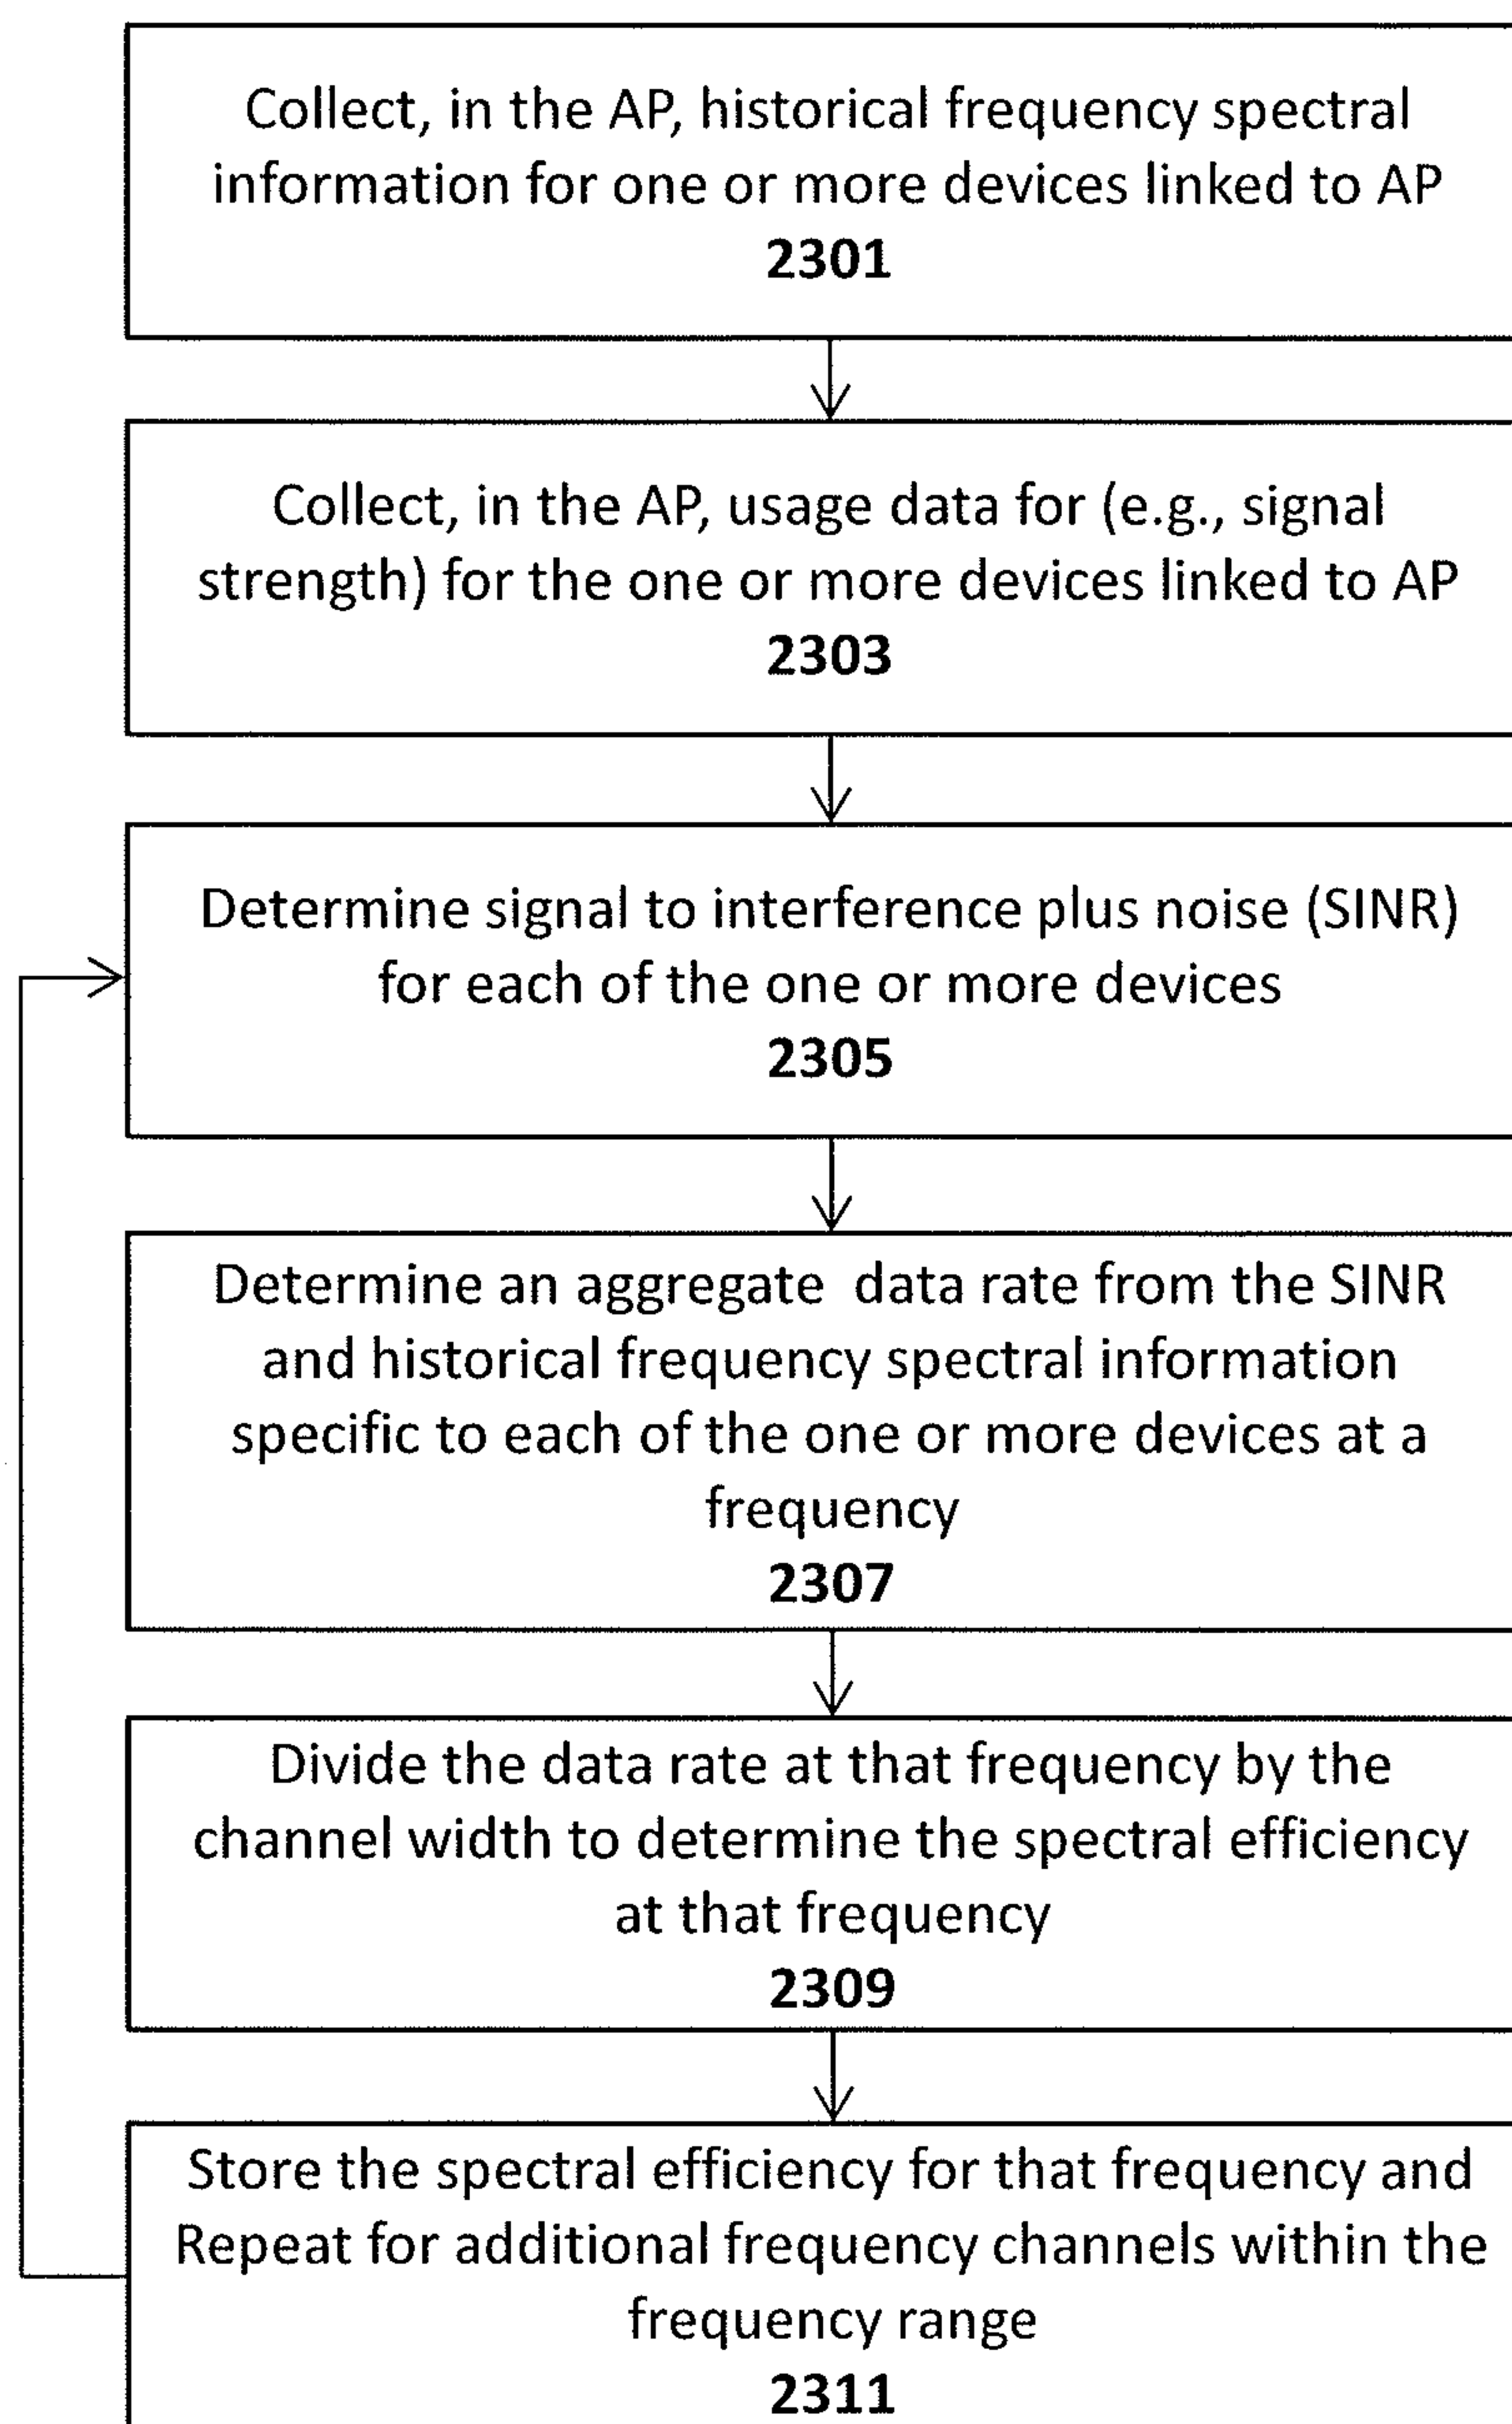 Collect, in the AP, historical frequency spectral
information for one or more devices linked to AP
2301
Collect, in the AP, usage data for (e.g., signal
strength) for the one or more devices linked to AP
2303
Determine signal to interference plus noise (SINR)
for each of the one or more devices
2305
Determine an aggregate data rate from the SINR
and historical frequency spectral information
specific to each of the one or more devices at a
frequency
2307
Divide the data rate at that frequency by the
channel width to determine the spectral efficiency
at that frequency
2309
Store the spectral efficiency for that frequency and
Repeat for additional frequency channels within the
frequency range
2311